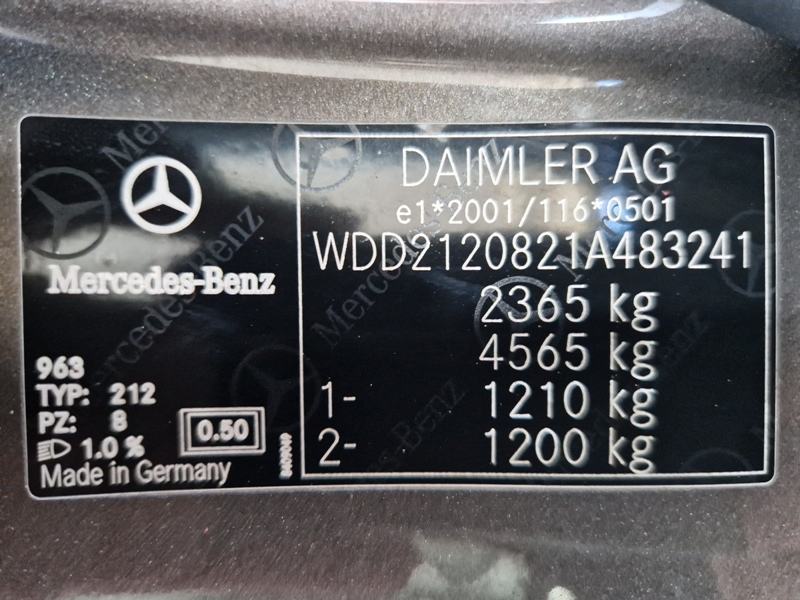 Mercedes-Benz
963
TYP: 212
PZ: 8
1.0 %
0.50
Made in Germany
DAIMLER AG
e1*2001/116*0501
WDD2120821A483241
2365 kg
4565 kg
1- 1210 kg
2- 1200 kg